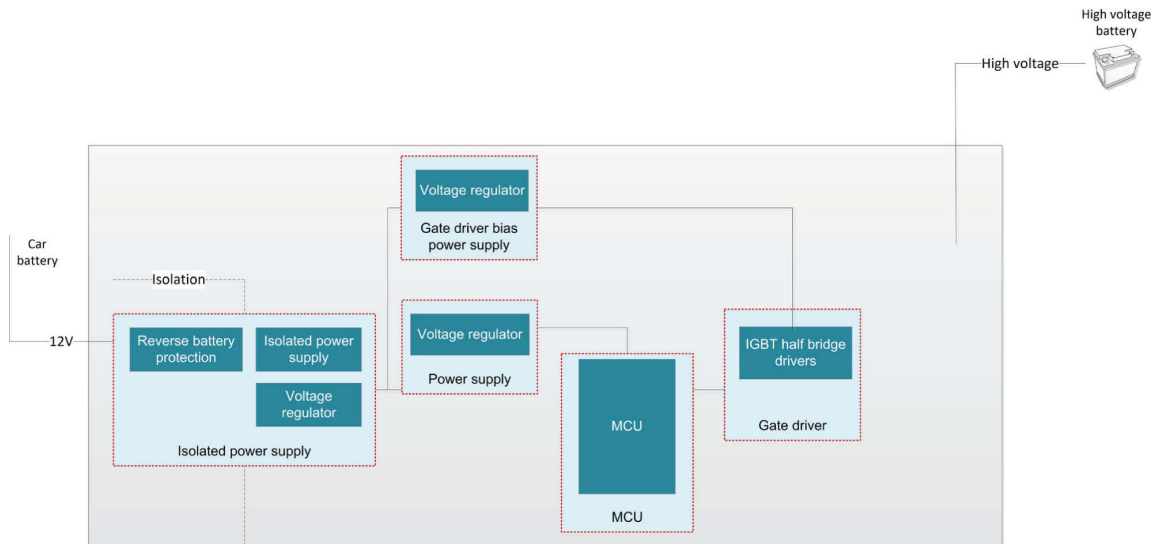 High voltage
battery
High voltage
Voltage regulator
Gate driver bias
power supply
Car
battery
Isolation
12V
Reverse battery
protection
Isolated power
supply
Voltage
regulator
Isolated power supply
Voltage regulator
Power supply
MCU
MCU
IGBT half bridge
drivers
Gate driver